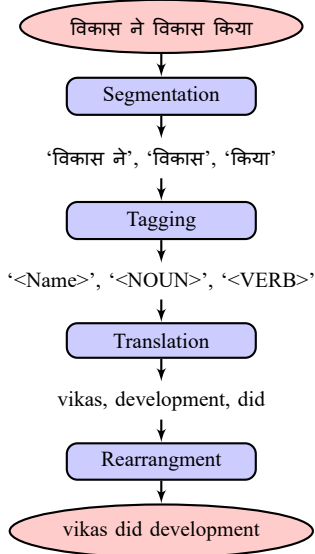 विकास ने विकास किया
Segmentation
‘विकास ने’, ‘विकास’, ‘किया’
Tagging
‘<Name>’, ‘<NOUN>’, ‘<VERB>’
Translation
vikas, development, did
Rearrangment
vikas did development